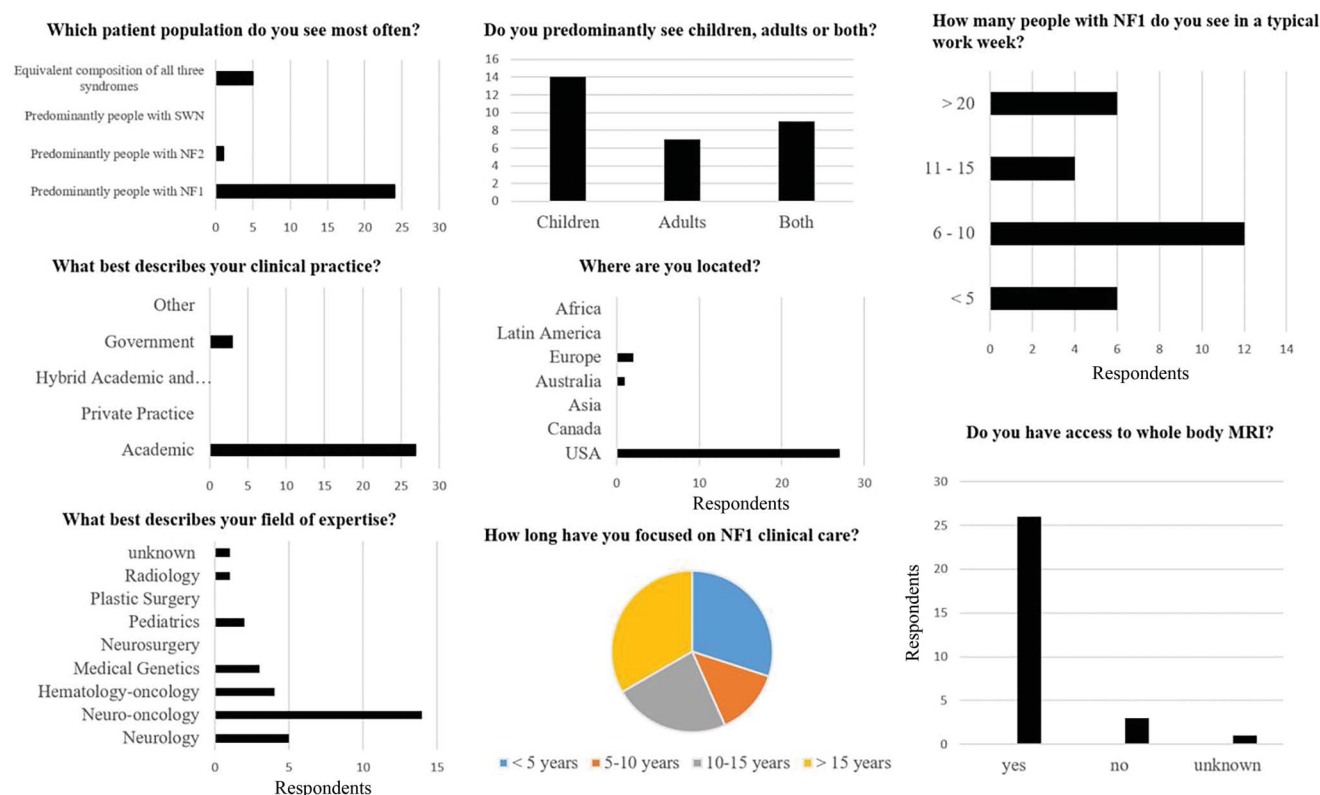 Which patient population do you see most often?
Equivalent composition of all three
syndromes
Predominantly people with SWN
Predominantly people with NF2
Predominantly people with NF1
0 5 10 15 20 25 30
Do you predominantly see children, adults or both?
16
14
12
10
8
6
4
2
0
Children Adults Both
How many people with NF1 do you see in a typical
work week?
> 20
11 - 15
6 - 10
< 5
0 2 4 6 8 10 12 14
Respondents
What best describes your clinical practice?
Other
Government
Hybrid Academic and…
Private Practice
Academic
0 5 10 15 20 25 30
Where are you located?
Africa
Latin America
Europe
Australia
Asia
Canada
USA
0 10 20 30
Respondents
Do you have access to whole body MRI?
30
25
20
15
10
5
0
Respondents
yes no unknown
What best describes your field of expertise?
unknown
Radiology
Plastic Surgery
Pediatrics
Neurosurgery
Medical Genetics
Hematology-oncology
Neuro-oncology
Neurology
0 5 10 15
Respondents
How long have you focused on NF1 clinical care?
< 5 years 5-10 years 10-15 years > 15 years